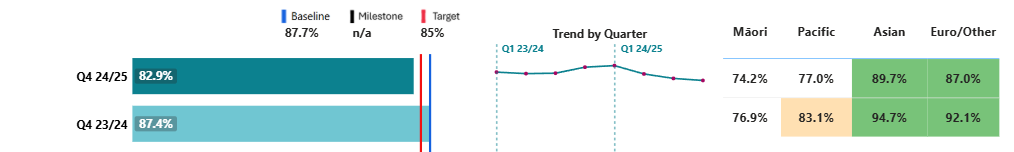 Baseline Milestone Target
87.7% n/a 85%
Trend by Quarter
Q1 23/24 Q1 24/25
Māori Pacific Asian Euro/Other
Q4 24/25 82.9% 74.2% 77.0% 89.7% 87.0%
Q4 23/24 87.4% 76.9% 83.1% 94.7% 92.1%